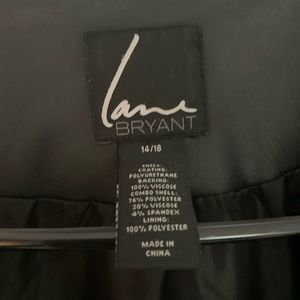 Lane
BRYANT
14/16
SHELL:
COATING:
POLYURETHANE
BACKING:
100% VISCOSE
COMBO SHELL:
76% POLYESTER
20% VISCOSE
4% SPANDEX
LINING:
100% POLYESTER
MADE IN
CHINA